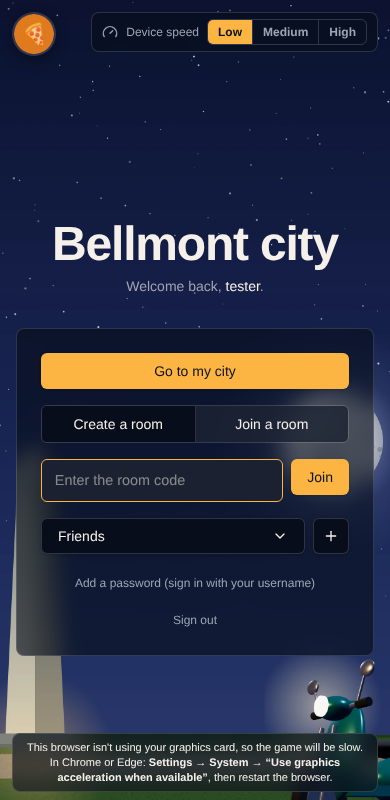 Device speed Low Medium High
Bellmont city
Welcome back, tester.
Go to my city
Create a room Join a room
Enter the room code Join
Friends
Add a password (sign in with your username)
Sign out
This browser isn't using your graphics card, so the game will be slow.
In Chrome or Edge: Settings → System → “Use graphics
acceleration when available”, then restart the browser.